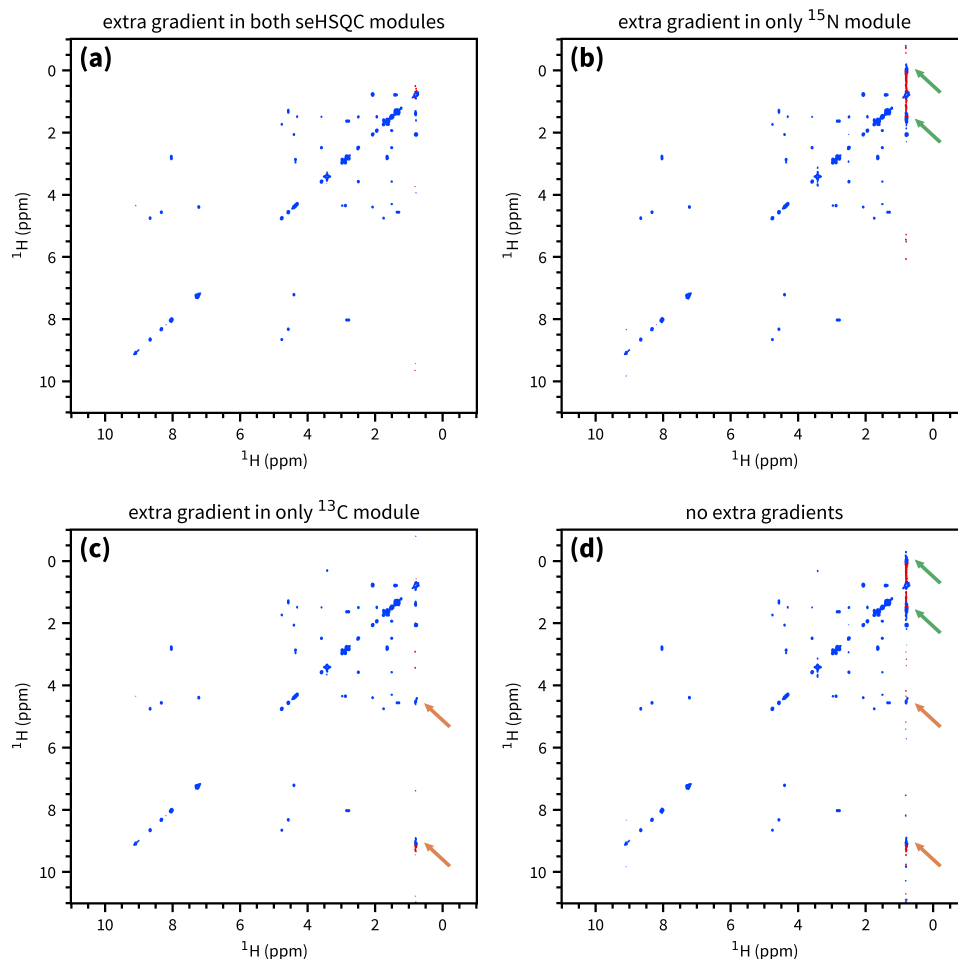 extra gradient in both seHSQC modules
(a)
0
2
4
6
8
10
¹H (ppm)
10 8 6 4 2 0
¹H (ppm)
extra gradient in only ¹⁵N module
(b)
0
2
4
6
8
10
¹H (ppm)
10 8 6 4 2 0
¹H (ppm)
extra gradient in only ¹³C module
(c)
0
2
4
6
8
10
¹H (ppm)
10 8 6 4 2 0
¹H (ppm)
no extra gradients
(d)
0
2
4
6
8
10
¹H (ppm)
10 8 6 4 2 0
¹H (ppm)